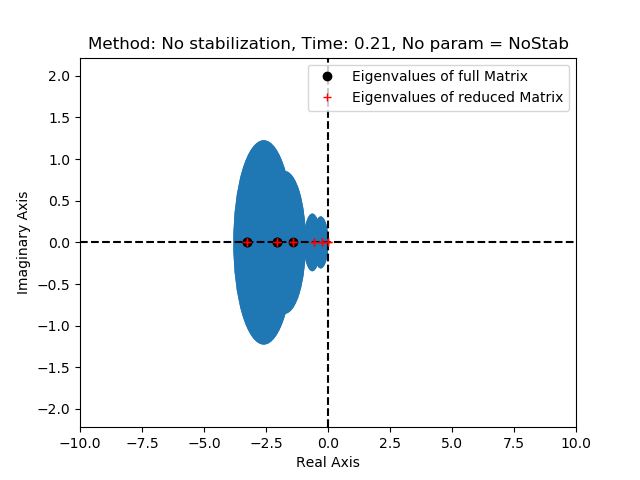 Method: No stabilization, Time: 0.21, No param = NoStab
Eigenvalues of full Matrix
Eigenvalues of reduced Matrix
2.0
1.5
1.0
0.5
0.0
−0.5
−1.0
−1.5
−2.0
Imaginary Axis
−10.0 −7.5 −5.0 −2.5 0.0 2.5 5.0 7.5 10.0
Real Axis